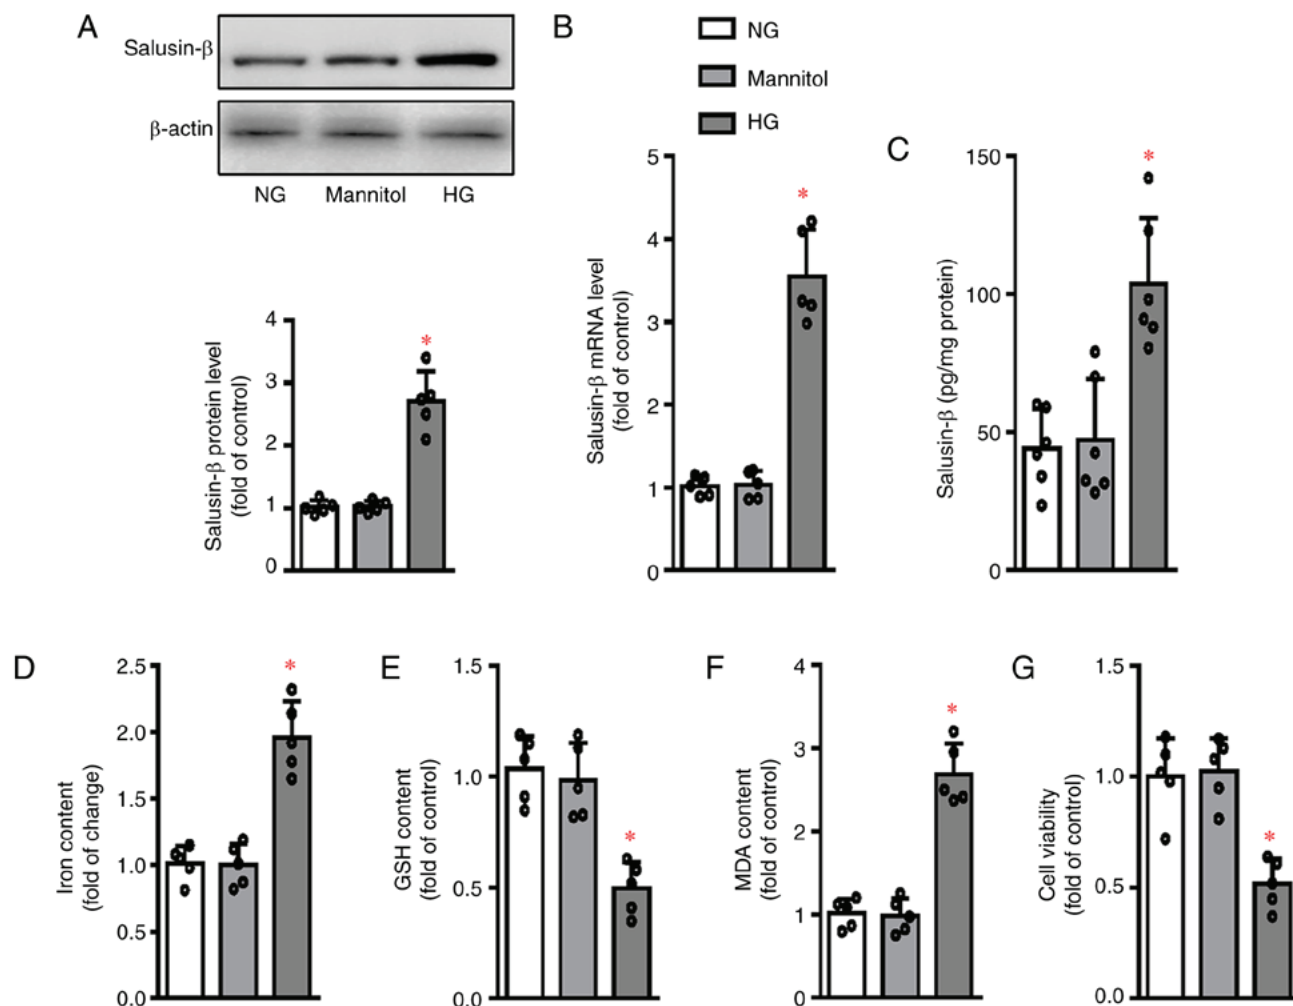 A
Salusin-β
β-actin
NG Mannitol HG
Salusin-β protein level
(fold of control)
4
3
2
1
0
*
B
NG
Mannitol
HG
Salusin-β mRNA level
(fold of control)
5
4
3
2
1
0
*
C
Salusin-β (pg/mg protein)
150
100
50
0
*
D
Iron content
(fold of change)
2.5
2.0
1.5
1.0
0.5
0.0
*
E
GSH content
(fold of control)
1.5
1.0
0.5
0.0
*
F
MDA content
(fold of control)
4
3
2
1
0
*
G
Cell viability
(fold of control)
1.5
1.0
0.5
0.0
*